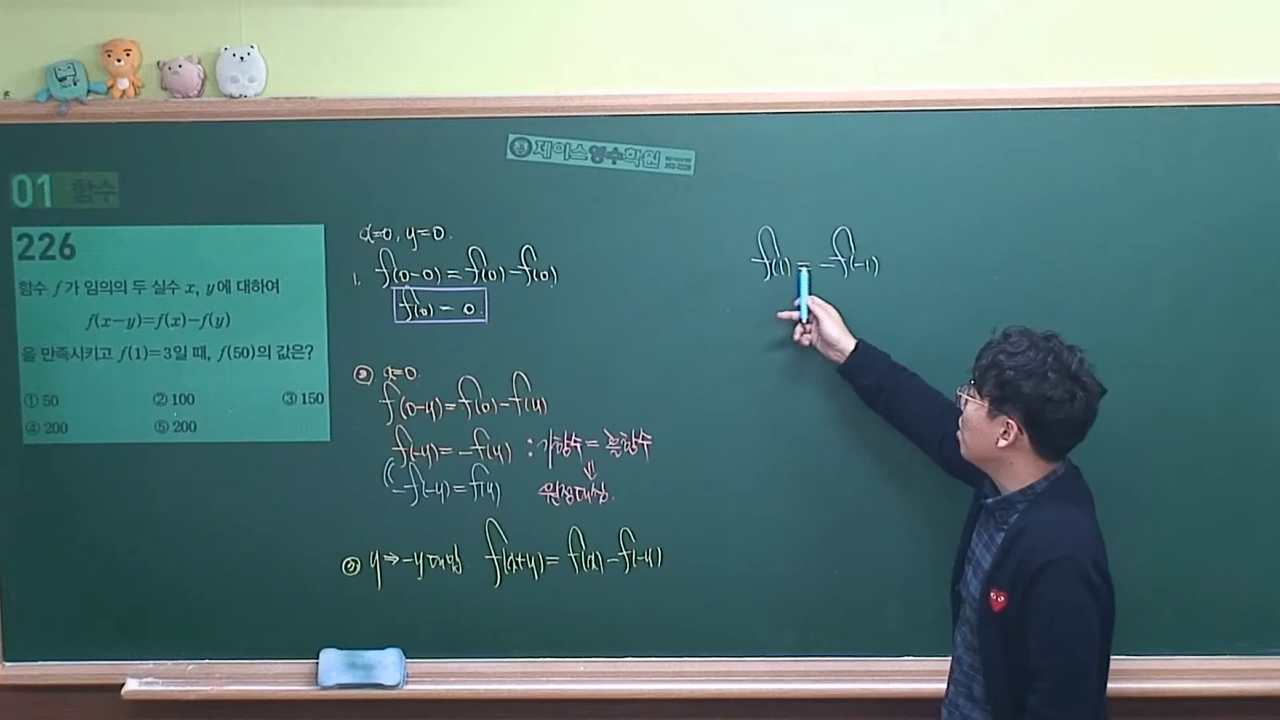 제이스영수학원
01 함수
226
함수 f가 임의의 두 실수 x, y에 대하여
f(x-y)=f(x)-f(y)
을 만족시키고 f(1)=3일 때, f(50)의 값은?
① 50 ② 100 ③ 150
④ 200 ⑤ 200
x=0, y=0.
1. f(0-0)=f(0)-f(0)
f(0)=0.
② x=0.
f(0-y)=f(0)-f(y)
f(-y)=-f(y) : 기함수=홀함수
-f(-y)=f(y) 원점대칭.
③ y⇒-y대입 f(x+y)=f(x)-f(-y)
f(1)=-f(-1)